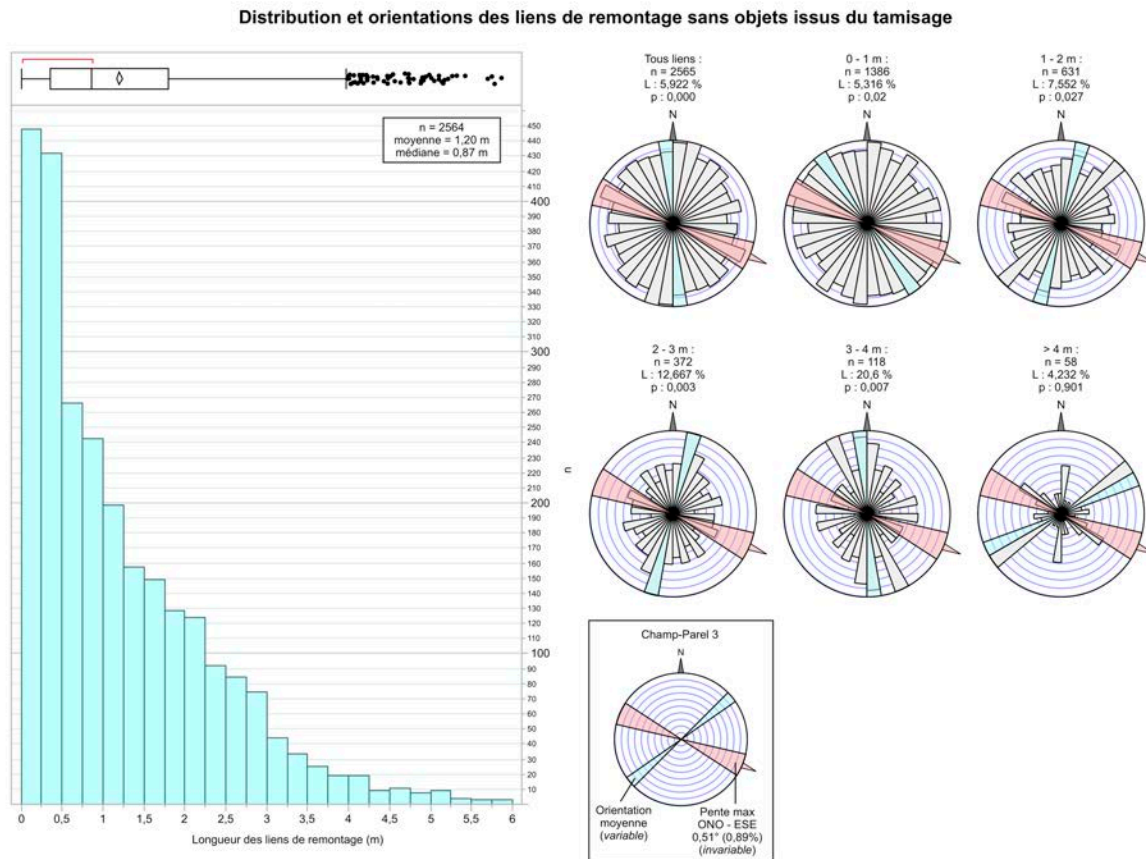 Distribution et orientations des liens de remontage sans objets issus du tamisage
n = 2564
moyenne = 1,20 m
médiane = 0,87 m
450
440
430
420
410
400
390
380
370
360
350
340
330
320
310
300
290
280
270
260
250
240
230
220
210
200
190
180
170
160
150
140
130
120
110
100
90
80
70
60
50
40
30
20
10
n
0 0,5 1 1,5 2 2,5 3 3,5 4 4,5 5 5,5 6
Longueur des liens de remontage (m)
Tous liens :
n = 2565
L : 5,922 %
p : 0,000
N
0 - 1 m :
n = 1386
L : 5,316 %
p : 0,02
N
1 - 2 m :
n = 631
L : 7,552 %
p : 0,027
N
2 - 3 m :
n = 372
L : 12,667 %
p : 0,003
N
3 - 4 m :
n = 118
L : 20,6 %
p : 0,007
N
> 4 m :
n = 58
L : 4,232 %
p : 0,901
N
Champ-Parel 3
N
Orientation
moyenne
(variable)
Pente max
ONO - ESE
0,51° (0,89%)
(invariable)